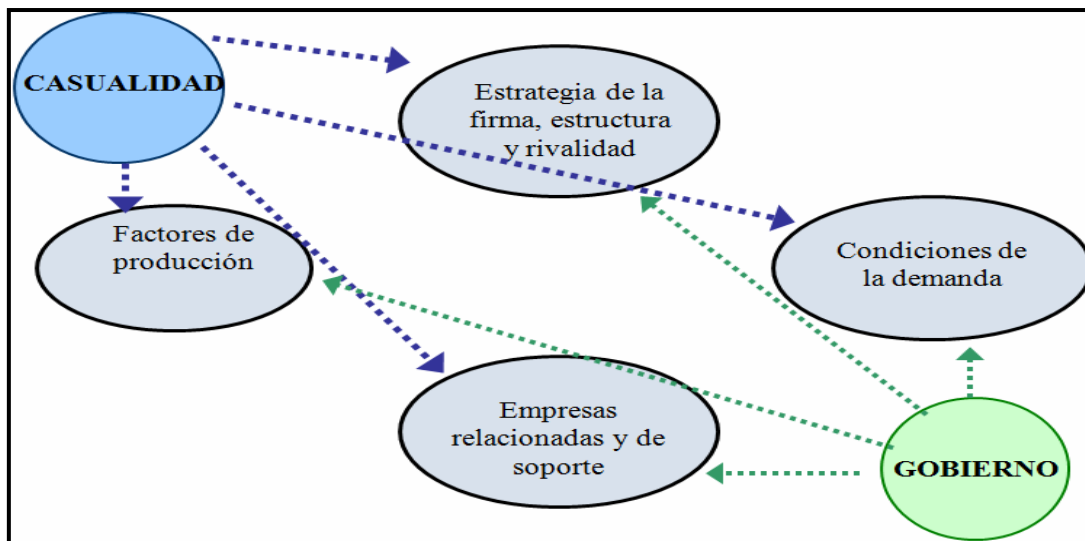 CASUALIDAD
Estrategia de la
firma, estructura
y rivalidad
Factores de
producción
Condiciones de
la demanda
Empresas
relacionadas y de
soporte
GOBIERNO